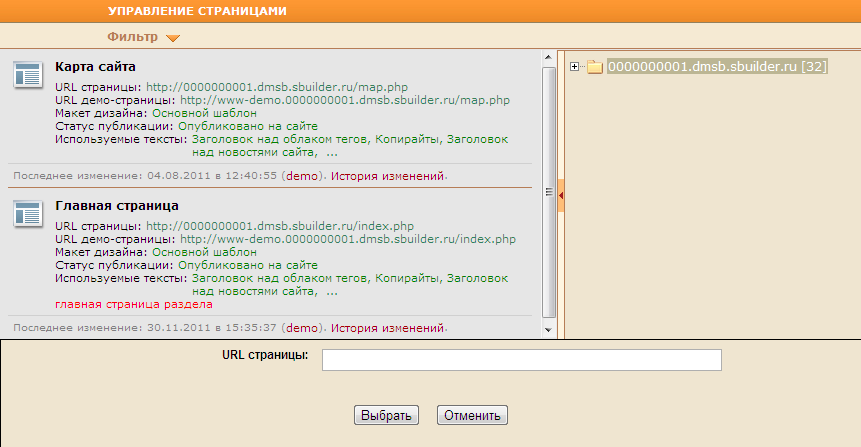 УПРАВЛЕНИЕ СТРАНИЦАМИ
Фильтр
Карта сайта
URL страницы: http://0000000001.dmsb.sbuilder.ru/map.php
URL демо-страницы: http://www-demo.0000000001.dmsb.sbuilder.ru/map.php
Макет дизайна: Основной шаблон
Статус публикации: Опубликовано на сайте
Используемые тексты: Заголовок над облаком тегов, Копирайты, Заголовок
над новостями сайта, ...
Последнее изменение: 04.08.2011 в 12:40:55 (demo). История изменений.
Главная страница
URL страницы: http://0000000001.dmsb.sbuilder.ru/index.php
URL демо-страницы: http://www-demo.0000000001.dmsb.sbuilder.ru/index.php
Макет дизайна: Основной шаблон
Статус публикации: Опубликовано на сайте
Используемые тексты: Заголовок над облаком тегов, Копирайты, Заголовок
над новостями сайта, ...
главная страница раздела
Последнее изменение: 30.11.2011 в 15:35:37 (demo). История изменений.
0000000001.dmsb.sbuilder.ru [32]
URL страницы:
Выбрать Отменить